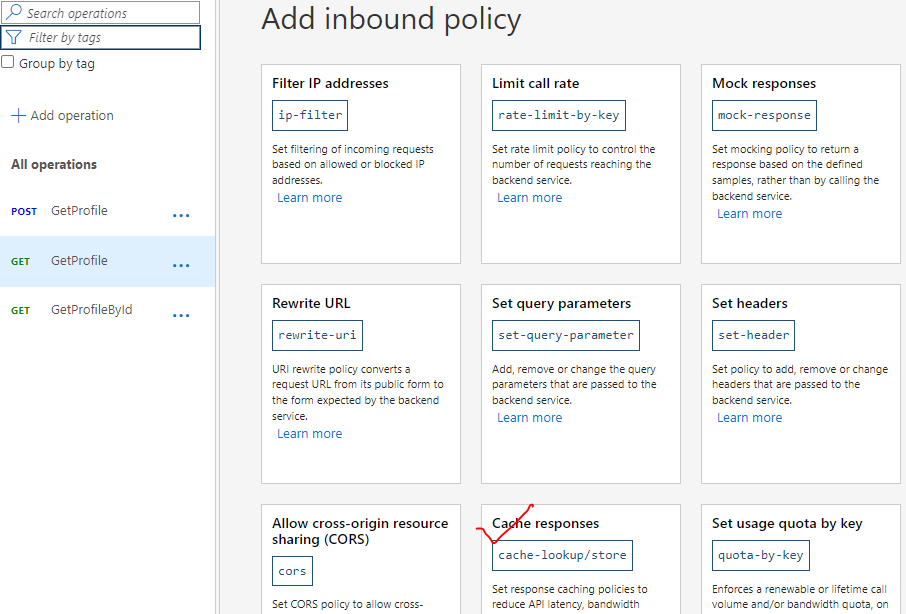 Search operations
Filter by tags
Group by tag
Add operation
All operations
POST GetProfile ...
GET GetProfile ...
GET GetProfileById ...
Add inbound policy
Filter IP addresses
ip-filter
Set filtering of incoming requests
based on allowed or blocked IP
addresses.
Learn more
Limit call rate
rate-limit-by-key
Set rate limit policy to control the
number of requests reaching the
backend service.
Learn more
Mock responses
mock-response
Set mocking policy to return a
response based on the defined
samples, rather than by calling the
backend service.
Learn more
Rewrite URL
rewrite-uri
URI rewrite policy converts a
request URL from its public form to
the form expected by the backend
service.
Learn more
Set query parameters
set-query-parameter
Add, remove or change the query
parameters that are passed to the
backend service.
Learn more
Set headers
set-header
Set policy to add, remove or change
headers that are passed to the
backend service.
Learn more
Allow cross-origin resource
sharing (CORS)
cors
Set CORS policy to allow cross-
Cache responses
cache-lookup/store
Set response caching policies to
reduce API latency, bandwidth
Set usage quota by key
quota-by-key
Enforces a renewable or lifetime call
volume and/or bandwidth quota, on